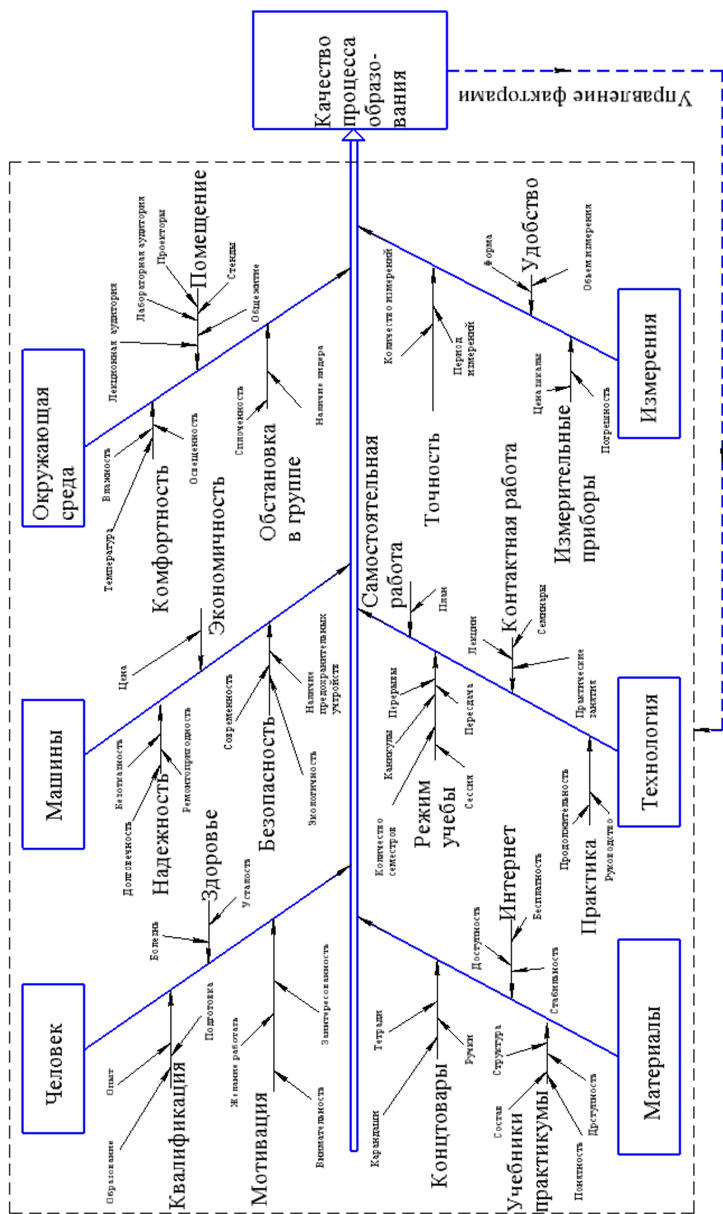 Человек
Образование
Опыт
Подготовка
Квалификация
Болезнь
Здоровье
Усталость
Желание работать
Мотивация
Заинтересованность
Внимательность
Машины
Долговечность
Безотказность
Ремонтопригодность
Надежность
Цена
Экономичность
Современность
Безопасность
Наличие
предохранительных
устройств
Экологичность
Окружающая
среда
Температура
Влажность
Освещенность
Комфортность
Лекционная аудитория
Лабораторная аудитория
Проекторы
Помещение
Стенды
Общежитие
Сплоченность
Обстановка
в группе
Наличие лидера
Качество
процесса
образо-
вания
Управление факторами
Карандаши
Тетради
Ручки
Концтовары
Доступность
Интернет
Бесплатность
Стабильность
Состав
Структура
Учебники
практикумы
Понятность
Материалы
Самостоятельная
работа
План
Количество
семестров
Каникулы
Перерывы
Пересдача
Режим
учебы
Сессия
Лекции
Контактная работа
Семинары
Практические
занятия
Продолжительность
Практика
Руководство
Технология
Количество измерений
Период
измерений
Точность
Форма
Удобство
Объем измерения
Цена шкалы
Измерительные
приборы
Погрешность
Измерения